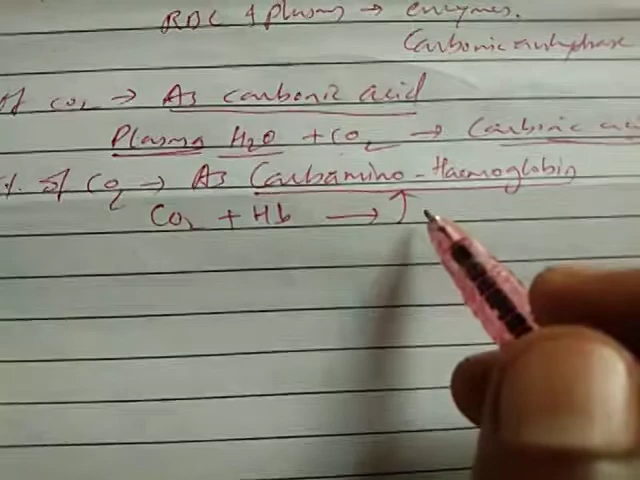 RBC & Plasma → enzymes.
Carbonic anhydrase
of CO2 → As carbonic acid
Plasma H2O + CO2 → Carbonic aci
%. of CO2 → As Carbamino-Haemoglobin
CO2 + Hb → ↑